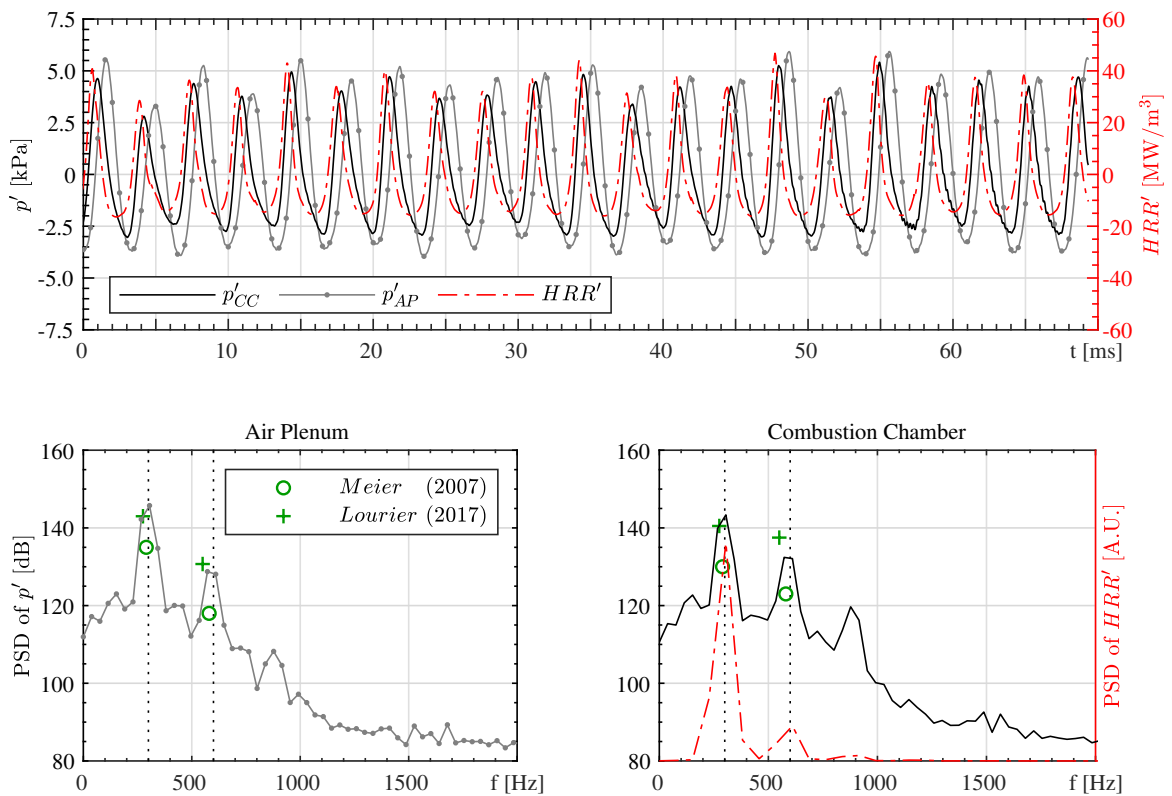 7.5
5.0
2.5
0
-2.5
-5.0
-7.5
p′ [kPa]
60
40
20
0
-20
-40
-60
HRR′ [MW/m³]
p′CC p′AP HRR′
0 10 20 30 40 50 60 t [ms]
Air Plenum
160
140
120
100
80
PSD of p′ [dB]
Meier (2007)
Lourier (2017)
0 500 1000 1500 f [Hz]
Combustion Chamber
160
140
120
100
80
PSD of HRR′ [A.U.]
0 500 1000 1500 f [Hz]